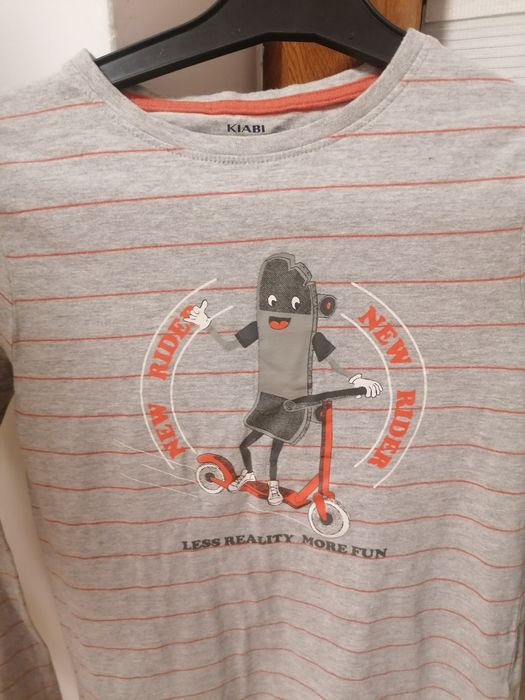 KIABI
NEW RIDER
NEW RIDER
LESS REALITY MORE FUN